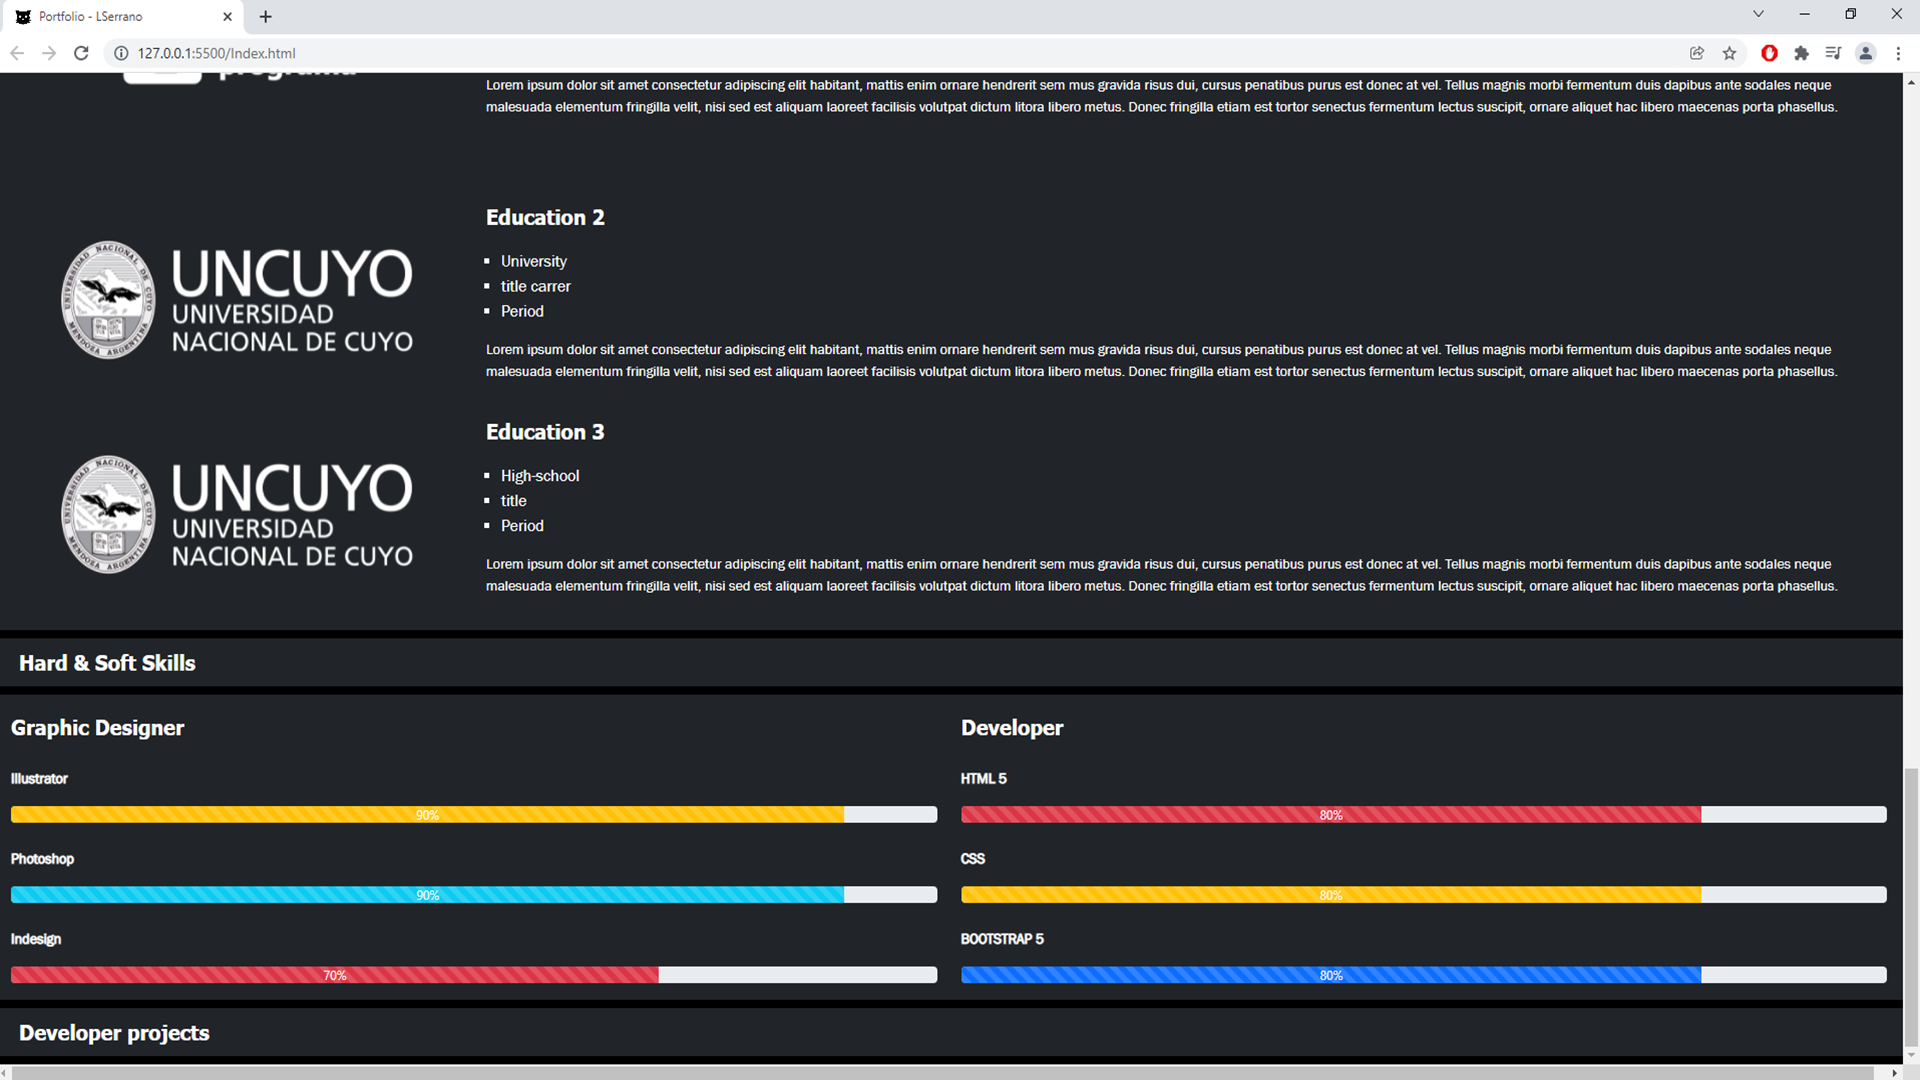 Portfolio - LSerrano
127.0.0.1:5500/Index.html
programa
Lorem ipsum dolor sit amet consectetur adipiscing elit habitant, mattis enim ornare hendrerit sem mus gravida risus dui, cursus penatibus purus est donec at vel. Tellus magnis morbi fermentum duis dapibus ante sodales neque
malesuada elementum fringilla velit, nisi sed est aliquam laoreet facilisis volutpat dictum litora libero metus. Donec fringilla etiam est tortor senectus fermentum lectus suscipit, ornare aliquet hac libero maecenas porta phasellus.
Education 2
UNIVERSIDAD NACIONAL DE CUYO
MENDOZA ARGENTINA
UNCUYO
UNIVERSIDAD
NACIONAL DE CUYO
University
title carrer
Period
Lorem ipsum dolor sit amet consectetur adipiscing elit habitant, mattis enim ornare hendrerit sem mus gravida risus dui, cursus penatibus purus est donec at vel. Tellus magnis morbi fermentum duis dapibus ante sodales neque
malesuada elementum fringilla velit, nisi sed est aliquam laoreet facilisis volutpat dictum litora libero metus. Donec fringilla etiam est tortor senectus fermentum lectus suscipit, ornare aliquet hac libero maecenas porta phasellus.
Education 3
UNIVERSIDAD NACIONAL DE CUYO
MENDOZA ARGENTINA
UNCUYO
UNIVERSIDAD
NACIONAL DE CUYO
High-school
title
Period
Lorem ipsum dolor sit amet consectetur adipiscing elit habitant, mattis enim ornare hendrerit sem mus gravida risus dui, cursus penatibus purus est donec at vel. Tellus magnis morbi fermentum duis dapibus ante sodales neque
malesuada elementum fringilla velit, nisi sed est aliquam laoreet facilisis volutpat dictum litora libero metus. Donec fringilla etiam est tortor senectus fermentum lectus suscipit, ornare aliquet hac libero maecenas porta phasellus.
Hard & Soft Skills
Graphic Designer
Illustrator
90%
Photoshop
90%
Indesign
70%
Developer
HTML 5
80%
CSS
80%
BOOTSTRAP 5
80%
Developer projects